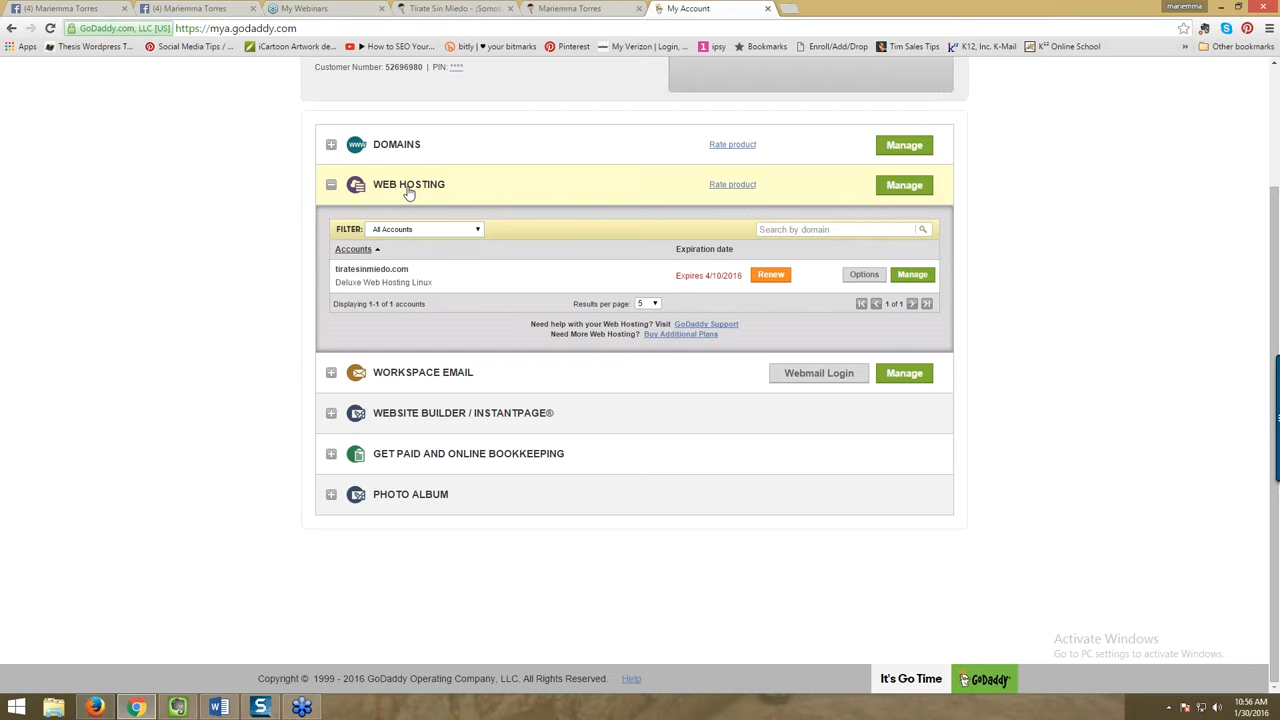 (4) Mariemma Torres
(4) Mariemma Torres
My Webinars
Tirate Sin Miedo - ¡Somos
Mariemma Torres
My Account
mariemma
GoDaddy.com, LLC [US] https://mya.godaddy.com
Apps
Thesis Wordpress T...
Social Media Tips / ...
iCartoon Artwork de...
How to SEO Your...
bitly | ♥ your bitmarks
Pinterest
My Verizon | Login, ...
ipsy
Bookmarks
Enroll/Add/Drop
Tim Sales Tips
K12, Inc. K-Mail
K¹² Online School
»
Other bookmarks
Customer Number: 52696980 | PIN: ****
DOMAINS
Rate product
Manage
WEB HOSTING
Rate product
Manage
FILTER: All Accounts
Search by domain
Accounts
Expiration date
tiratesinmiedo.com
Deluxe Web Hosting Linux
Expires 4/10/2016
Renew
Options
Manage
Displaying 1-1 of 1 accounts
Results per page: 5
1 of 1
Need help with your Web Hosting? Visit GoDaddy Support
Need More Web Hosting? Buy Additional Plans
WORKSPACE EMAIL
Webmail Login
Manage
WEBSITE BUILDER / INSTANTPAGE®
GET PAID AND ONLINE BOOKKEEPING
PHOTO ALBUM
Activate Windows
Go to PC settings to activate Windows.
Copyright © 1999 - 2016 GoDaddy Operating Company, LLC. All Rights Reserved. Help
It's Go Time
GoDaddy
10:56 AM
1/30/2016